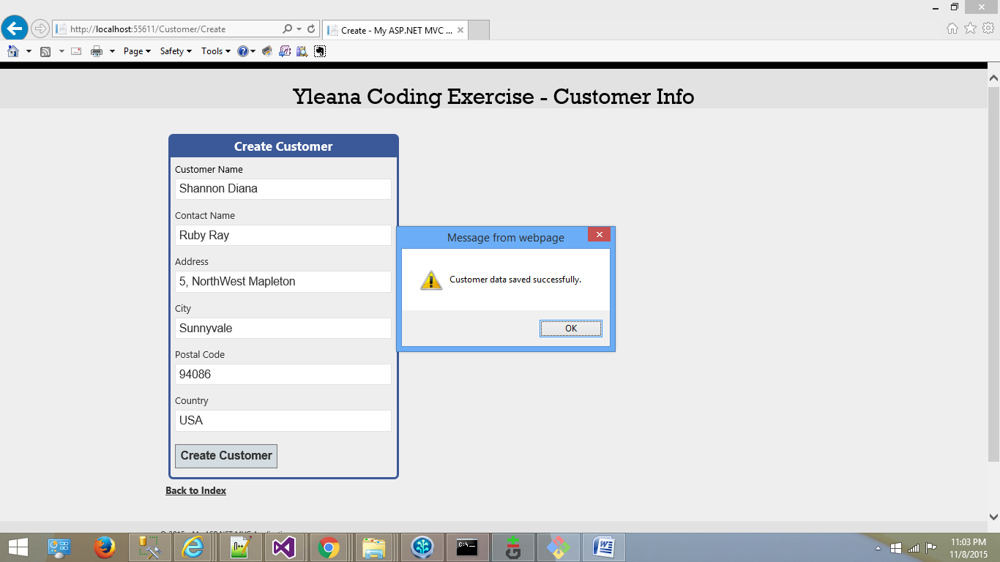 http://localhost:55611/Customer/Create
Create - My ASP.NET MVC ...
Page
Safety
Tools
Yleana Coding Exercise - Customer Info
Create Customer
Customer Name
Shannon Diana
Contact Name
Ruby Ray
Address
5, NorthWest Mapleton
City
Sunnyvale
Postal Code
94086
Country
USA
Create Customer
Back to Index
Message from webpage
Customer data saved successfully.
OK
© 2015 - My ASP.NET MVC Application
11:03 PM
11/8/2015